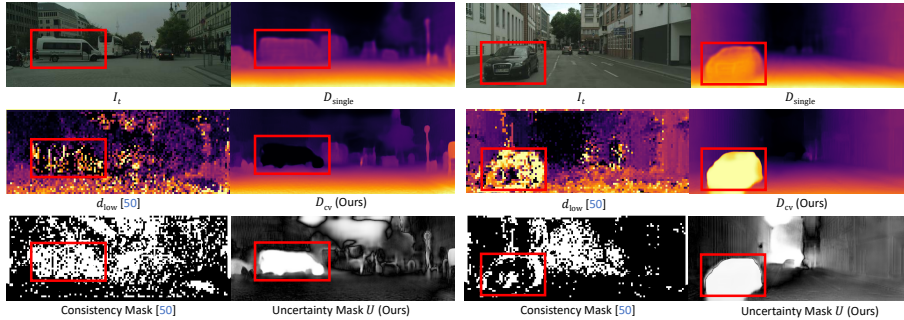 I_t D_single I_t D_single
d_low [50] D_cv (Ours) d_low [50] D_cv (Ours)
Consistency Mask [50] Uncertainty Mask U (Ours) Consistency Mask [50] Uncertainty Mask U (Ours)